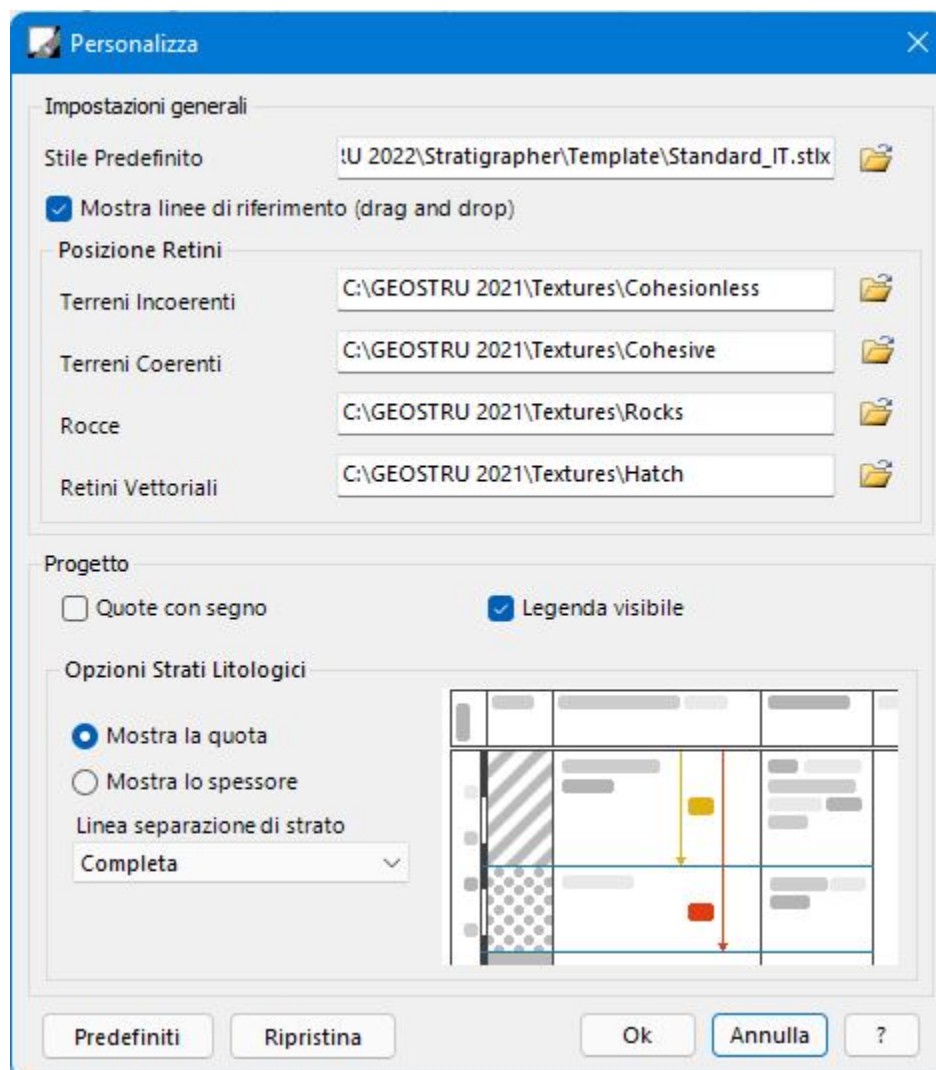 Personalizza
Impostazioni generali
Stile Predefinito
U 2022\Stratigrapher\Template\Standard_IT.stlx
Mostra linee di riferimento (drag and drop)
Posizione Retini
Terreni Incoerenti
C:\GEOSTRU 2021\Textures\Cohesionless
Terreni Coerenti
C:\GEOSTRU 2021\Textures\Cohesive
Rocce
C:\GEOSTRU 2021\Textures\Rocks
Retini Vettoriali
C:\GEOSTRU 2021\Textures\Hatch
Progetto
Quote con segno
Legenda visibile
Opzioni Strati Litologici
Mostra la quota
Mostra lo spessore
Linea separazione di strato
Completa
Predefiniti
Ripristina
Ok
Annulla
?